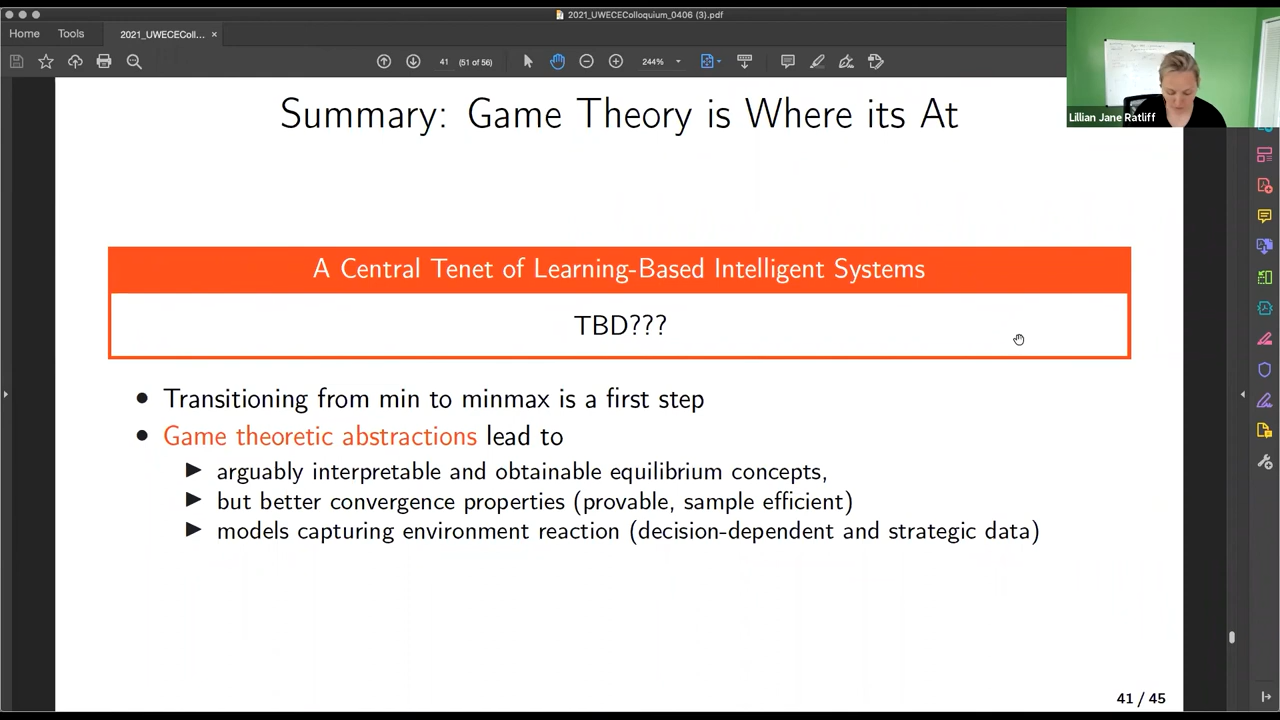 2021_UWECEColloquium_0406 (3).pdf
Home Tools 2021_UWECEColl... ×
41 (51 of 56) 244%
Lillian Jane Ratliff
Summary: Game Theory is Where its At
A Central Tenet of Learning-Based Intelligent Systems
TBD???
• Transitioning from min to minmax is a first step
• Game theoretic abstractions lead to
▶ arguably interpretable and obtainable equilibrium concepts,
▶ but better convergence properties (provable, sample efficient)
▶ models capturing environment reaction (decision-dependent and strategic data)
41 / 45